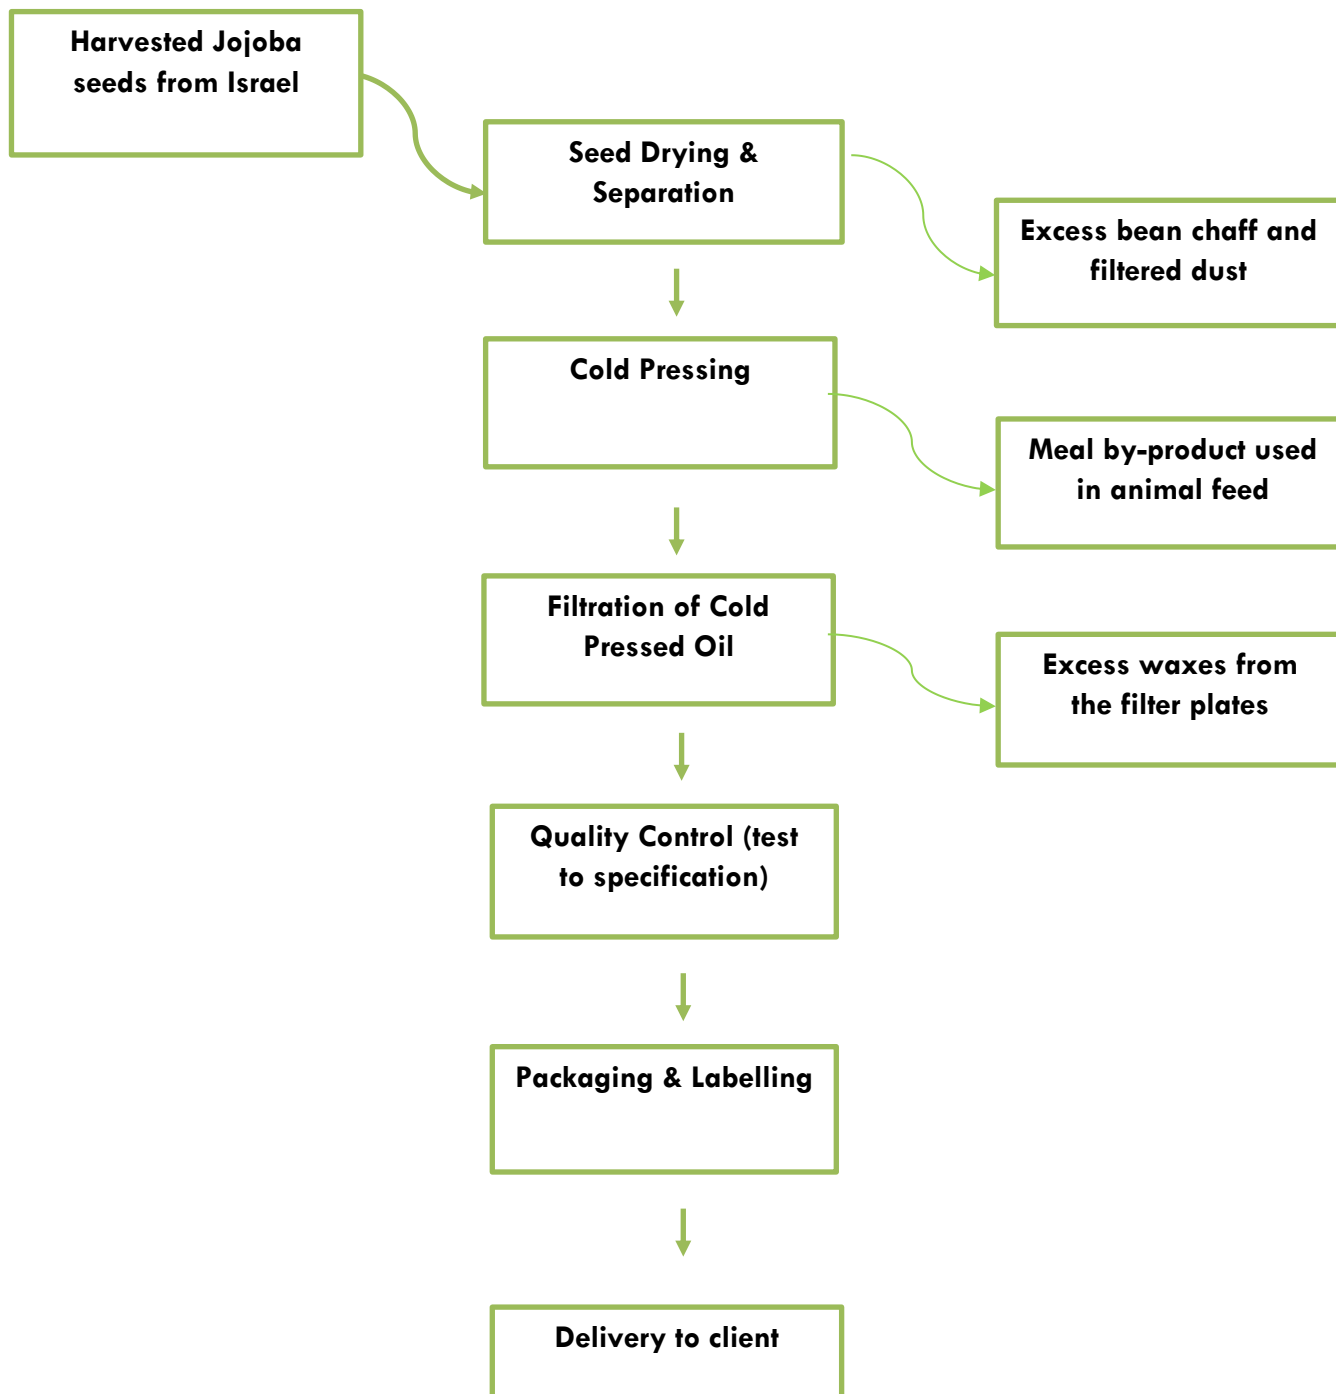 Harvested Jojoba
seeds from Israel
Seed Drying &
Separation
Excess bean chaff and
filtered dust
Cold Pressing
Meal by-product used
in animal feed
Filtration of Cold
Pressed Oil
Excess waxes from
the filter plates
Quality Control (test
to specification)
Packaging & Labelling
Delivery to client